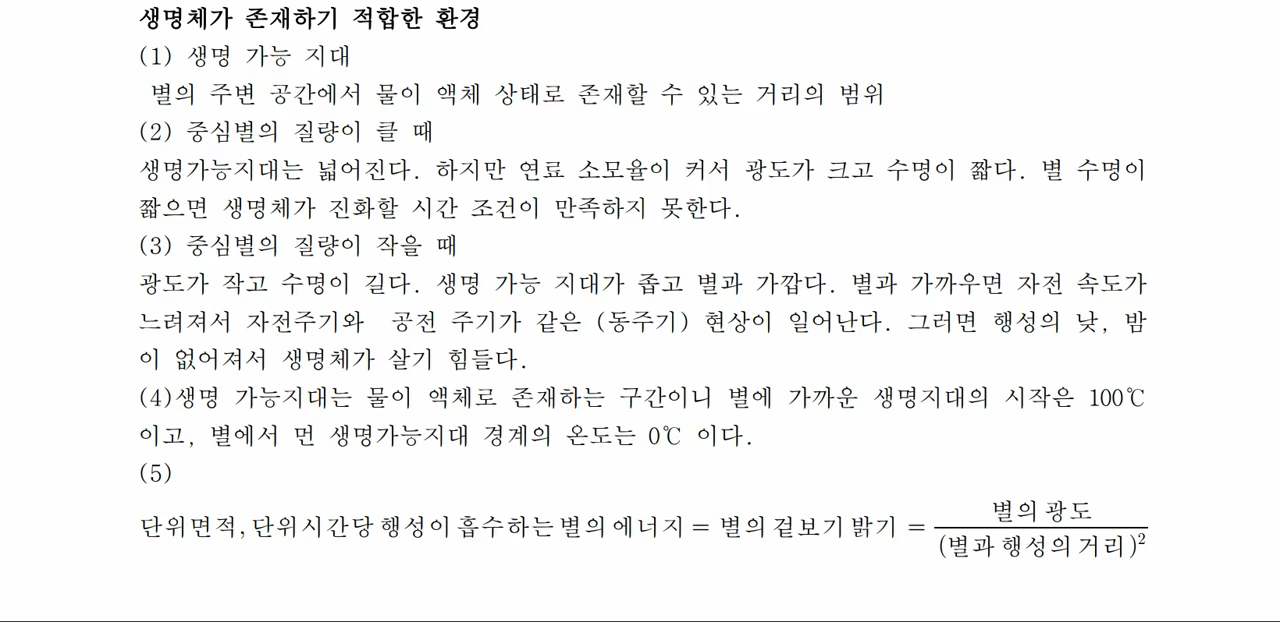 생명체가 존재하기 적합한 환경
(1) 생명 가능 지대
별의 주변 공간에서 물이 액체 상태로 존재할 수 있는 거리의 범위
(2) 중심별의 질량이 클 때
생명가능지대는 넓어진다. 하지만 연료 소모율이 커서 광도가 크고 수명이 짧다. 별 수명이
짧으면 생명체가 진화할 시간 조건이 만족하지 못한다.
(3) 중심별의 질량이 작을 때
광도가 작고 수명이 길다. 생명 가능 지대가 좁고 별과 가깝다. 별과 가까우면 자전 속도가
느려져서 자전주기와 공전 주기가 같은 (동주기) 현상이 일어난다. 그러면 행성의 낮, 밤
이 없어져서 생명체가 살기 힘들다.
(4)생명 가능지대는 물이 액체로 존재하는 구간이니 별에 가까운 생명지대의 시작은 100℃
이고, 별에서 먼 생명가능지대 경계의 온도는 0℃ 이다.
(5)
단위면적, 단위시간당 행성이 흡수하는 별의 에너지 = 별의 겉보기 밝기 = 별의 광도 / (별과 행성의 거리)²